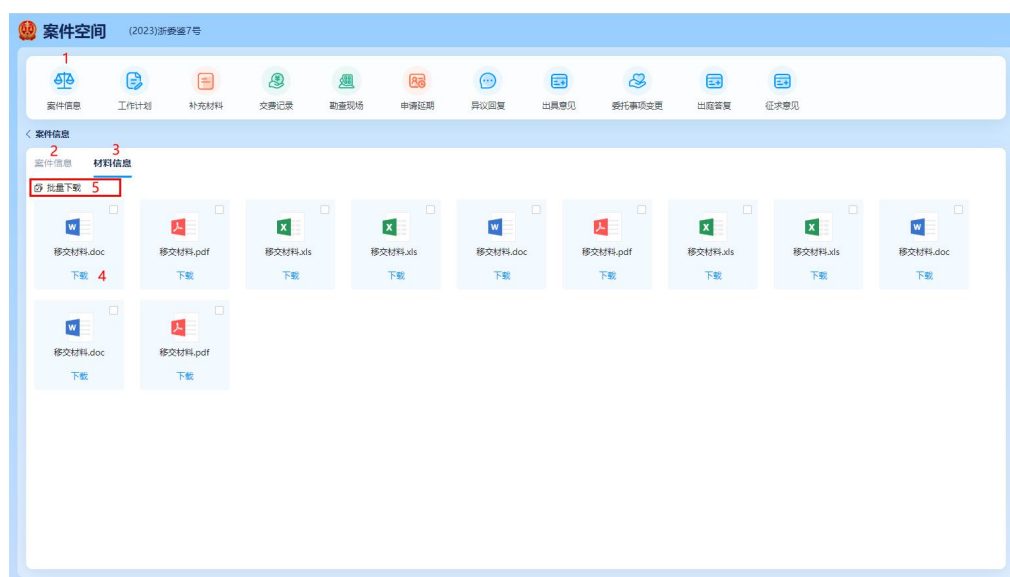 案件空间 (2023)浙委鉴7号
1
案件信息 工作计划 补充材料 交费记录 勘查现场 申请延期 异议回复 出具意见 委托事项变更 出庭答复 征求意见
< 案件信息
2 3
案件信息 材料信息
批量下载 5
移交材料.doc 移交材料.pdf 移交材料.xls 移交材料.xls 移交材料.doc 移交材料.pdf 移交材料.xls 移交材料.xls 移交材料.doc
下载 4 下载 下载 下载 下载 下载 下载 下载 下载
移交材料.doc 移交材料.pdf
下载 下载